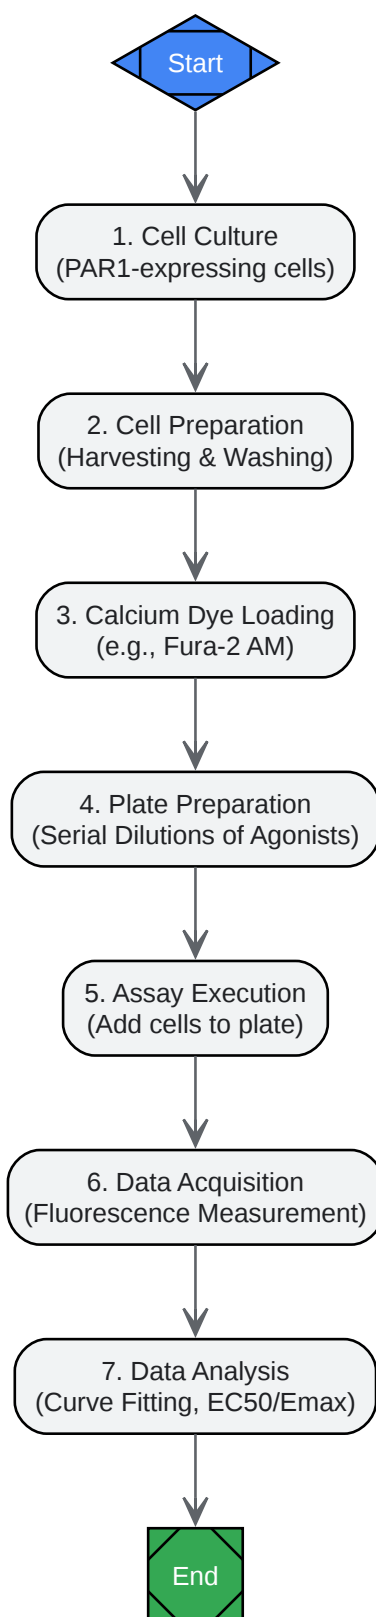 Start
1. Cell Culture
(PAR1-expressing cells)
2. Cell Preparation
(Harvesting & Washing)
3. Calcium Dye Loading
(e.g., Fura-2 AM)
4. Plate Preparation
(Serial Dilutions of Agonists)
5. Assay Execution
(Add cells to plate)
6. Data Acquisition
(Fluorescence Measurement)
7. Data Analysis
(Curve Fitting, EC50/Emax)
End